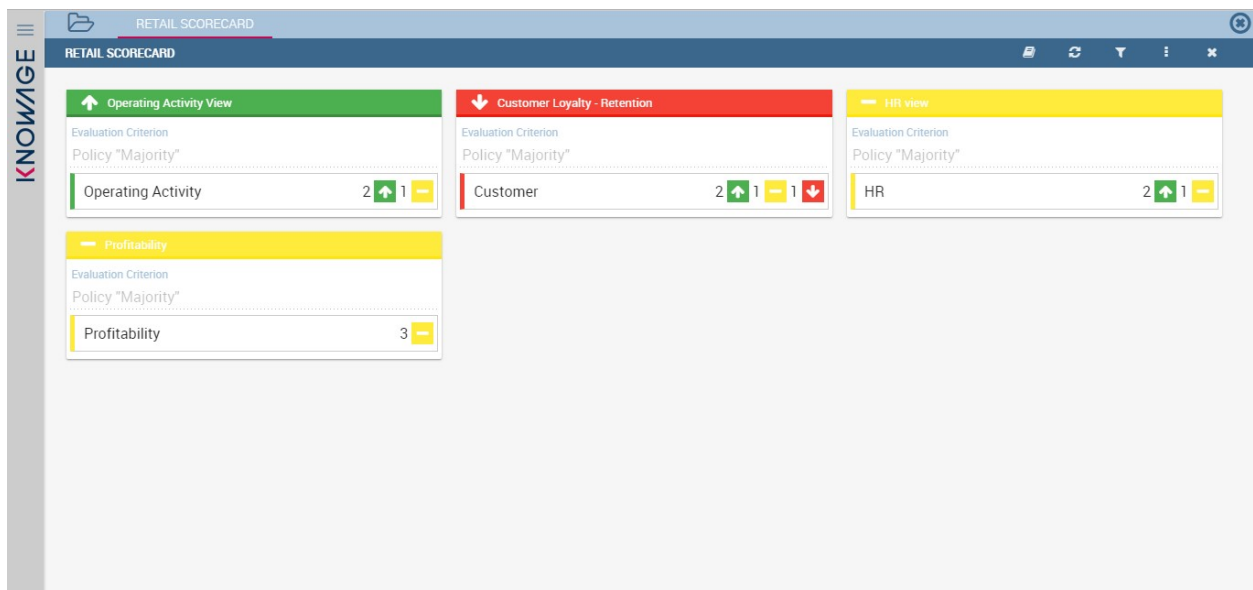 RETAIL SCORECARD
RETAIL SCORECARD
KNOWAGE
Operating Activity View
Evaluation Criterion
Policy "Majority"
Operating Activity 2 1
Customer Loyalty - Retention
Evaluation Criterion
Policy "Majority"
Customer 2 1 1
HR view
Evaluation Criterion
Policy "Majority"
HR 2 1
Profitability
Evaluation Criterion
Policy "Majority"
Profitability 3